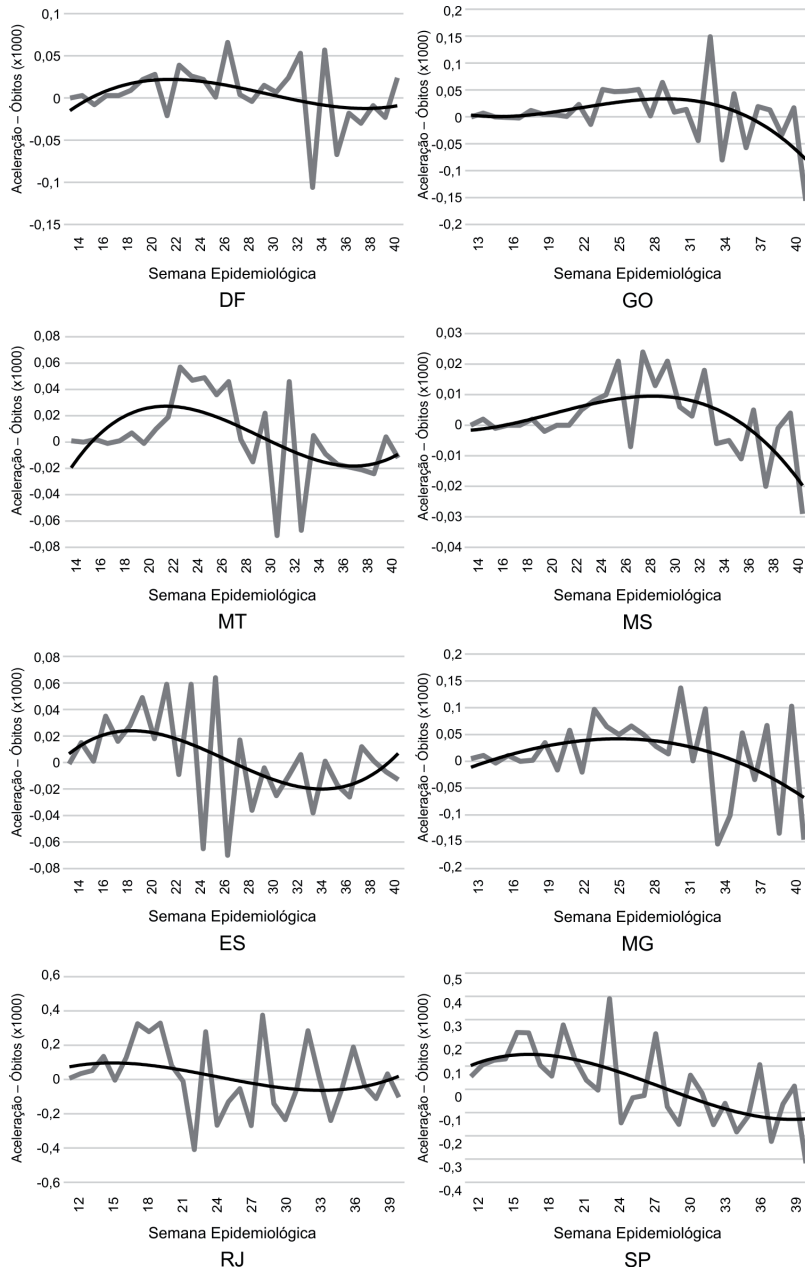 Aceleração – Óbitos (x1000)
0,1
0,05
0
-0,05
-0,1
-0,15
14 16 18 20 22 24 26 28 30 32 34 36 38 40
Semana Epidemiológica
DF
Aceleração – Óbitos (x1000)
0,2
0,15
0,1
0,05
0
-0,05
-0,1
-0,15
-0,2
13 16 19 22 25 28 31 34 37 40
Semana Epidemiológica
GO
Aceleração – Óbitos (x1000)
0,08
0,06
0,04
0,02
0
-0,02
-0,04
-0,06
-0,08
14 16 18 20 22 24 26 28 30 32 34 36 38 40
Semana Epidemiológica
MT
Aceleração – Óbitos (x1000)
0,03
0,02
0,01
0
-0,01
-0,02
-0,03
-0,04
14 16 18 20 22 24 26 28 30 32 34 36 38 40
Semana Epidemiológica
MS
Aceleração – Óbitos (x1000)
0,08
0,06
0,04
0,02
0
-0,02
-0,04
-0,06
-0,08
14 16 18 20 22 24 26 28 30 32 34 36 38 40
Semana Epidemiológica
ES
Aceleração – Óbitos (x1000)
0,2
0,15
0,1
0,05
0
-0,05
-0,1
-0,15
-0,2
13 16 19 22 25 28 31 34 37 40
Semana Epidemiológica
MG
Aceleração – Óbitos (x1000)
0,6
0,4
0,2
0
-0,2
-0,4
-0,6
12 15 18 21 24 27 30 33 36 39
Semana Epidemiológica
RJ
Aceleração – Óbitos (x1000)
0,5
0,4
0,3
0,2
0,1
0
-0,1
-0,2
-0,3
-0,4
12 15 18 21 24 27 30 33 36 39
Semana Epidemiológica
SP